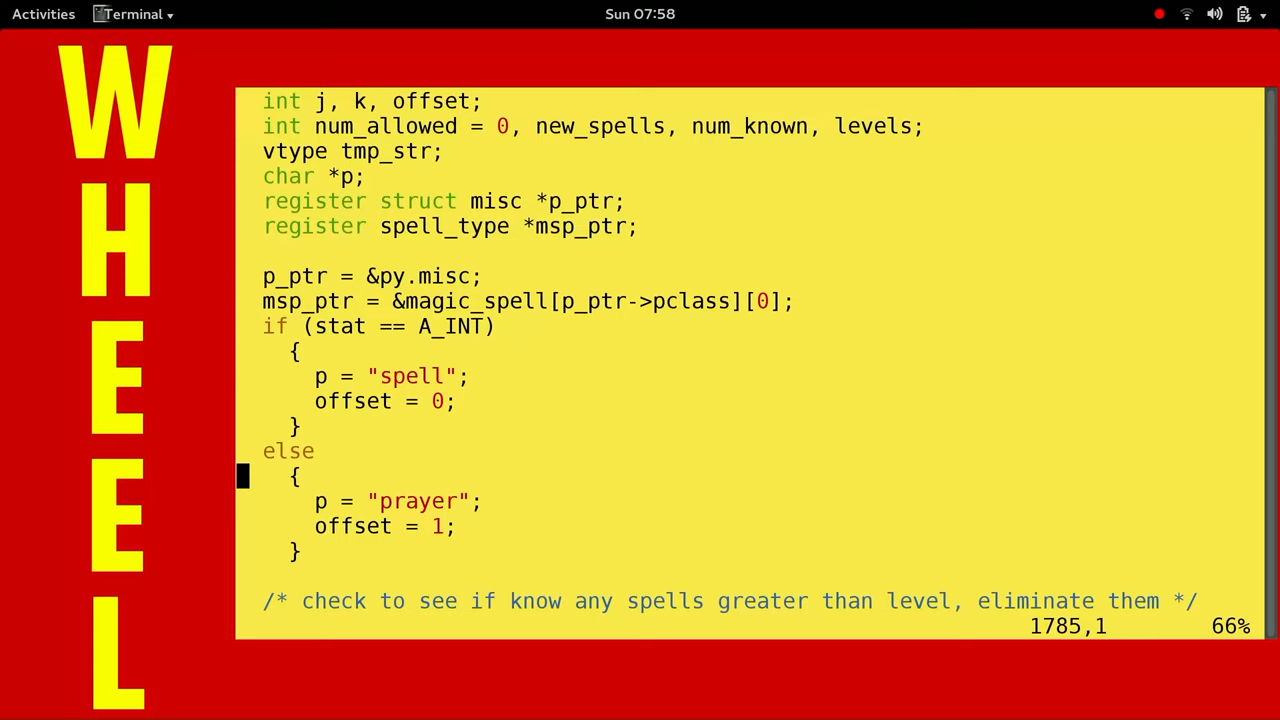 Activities Terminal Sun 07:58
WHEEL
int j, k, offset;
int num_allowed = 0, new_spells, num_known, levels;
vtype tmp_str;
char *p;
register struct misc *p_ptr;
register spell_type *msp_ptr;
p_ptr = &py.misc;
msp_ptr = &magic_spell[p_ptr->pclass][0];
if (stat == A_INT)
{
p = "spell";
offset = 0;
}
else
{
p = "prayer";
offset = 1;
}
/* check to see if know any spells greater than level, eliminate them */
1785,1 66%